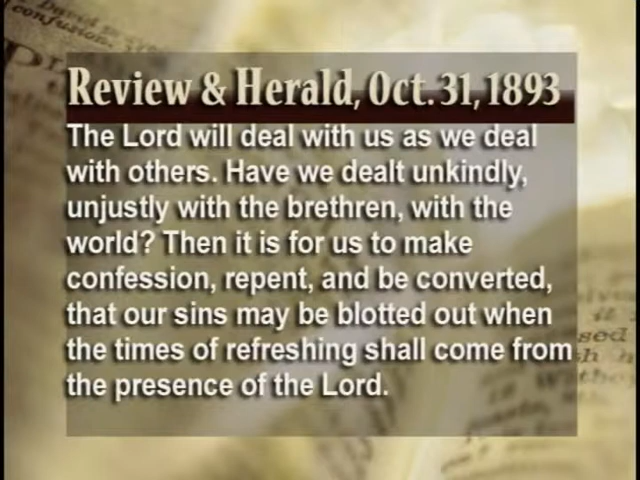 Review & Herald, Oct. 31, 1893
The Lord will deal with us as we deal
with others. Have we dealt unkindly,
unjustly with the brethren, with the
world? Then it is for us to make
confession, repent, and be converted,
that our sins may be blotted out when
the times of refreshing shall come from
the presence of the Lord.
confusion.